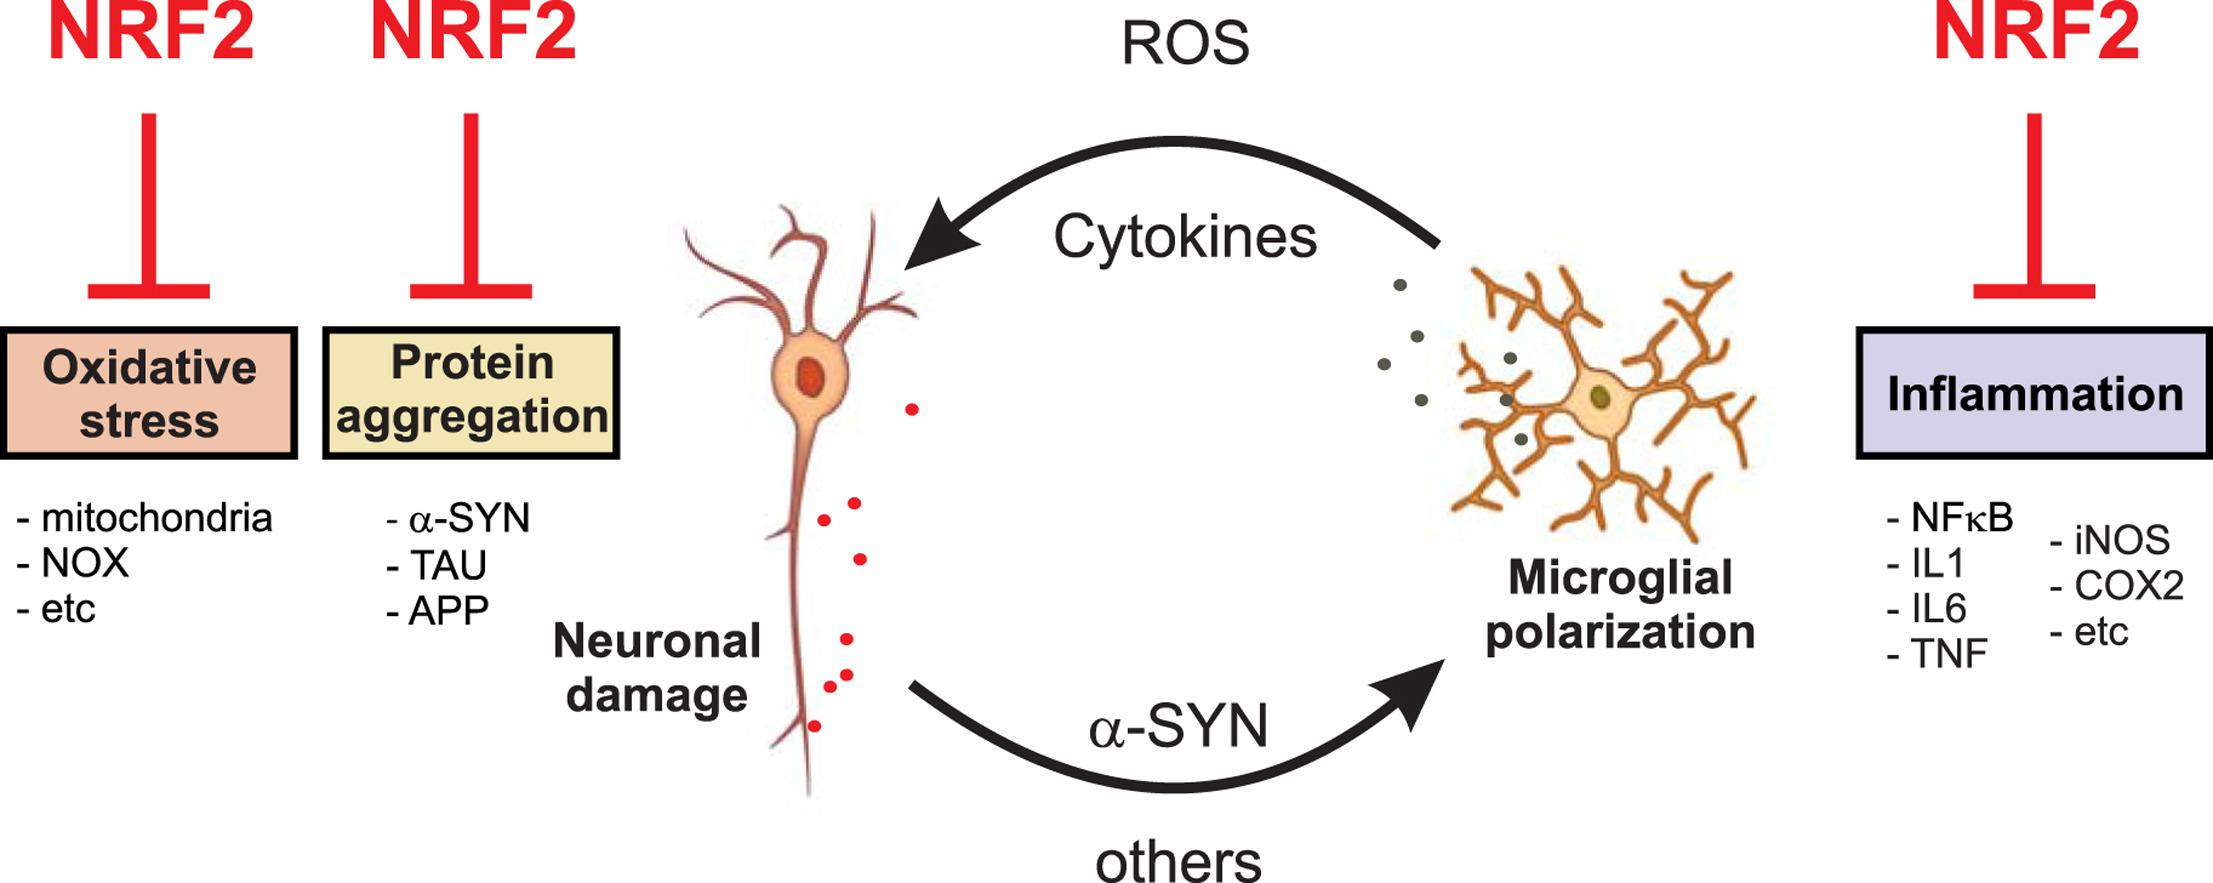 NRF2
NRF2
ROS
NRF2
Cytokines
Oxidative
stress
Protein
aggregation
Inflammation
- mitochondria
- NOX
- etc
- α-SYN
- TAU
- APP
Neuronal
damage
Microglial
polarization
- NFκB
- IL1
- IL6
- TNF
- iNOS
- COX2
- etc
α-SYN
others